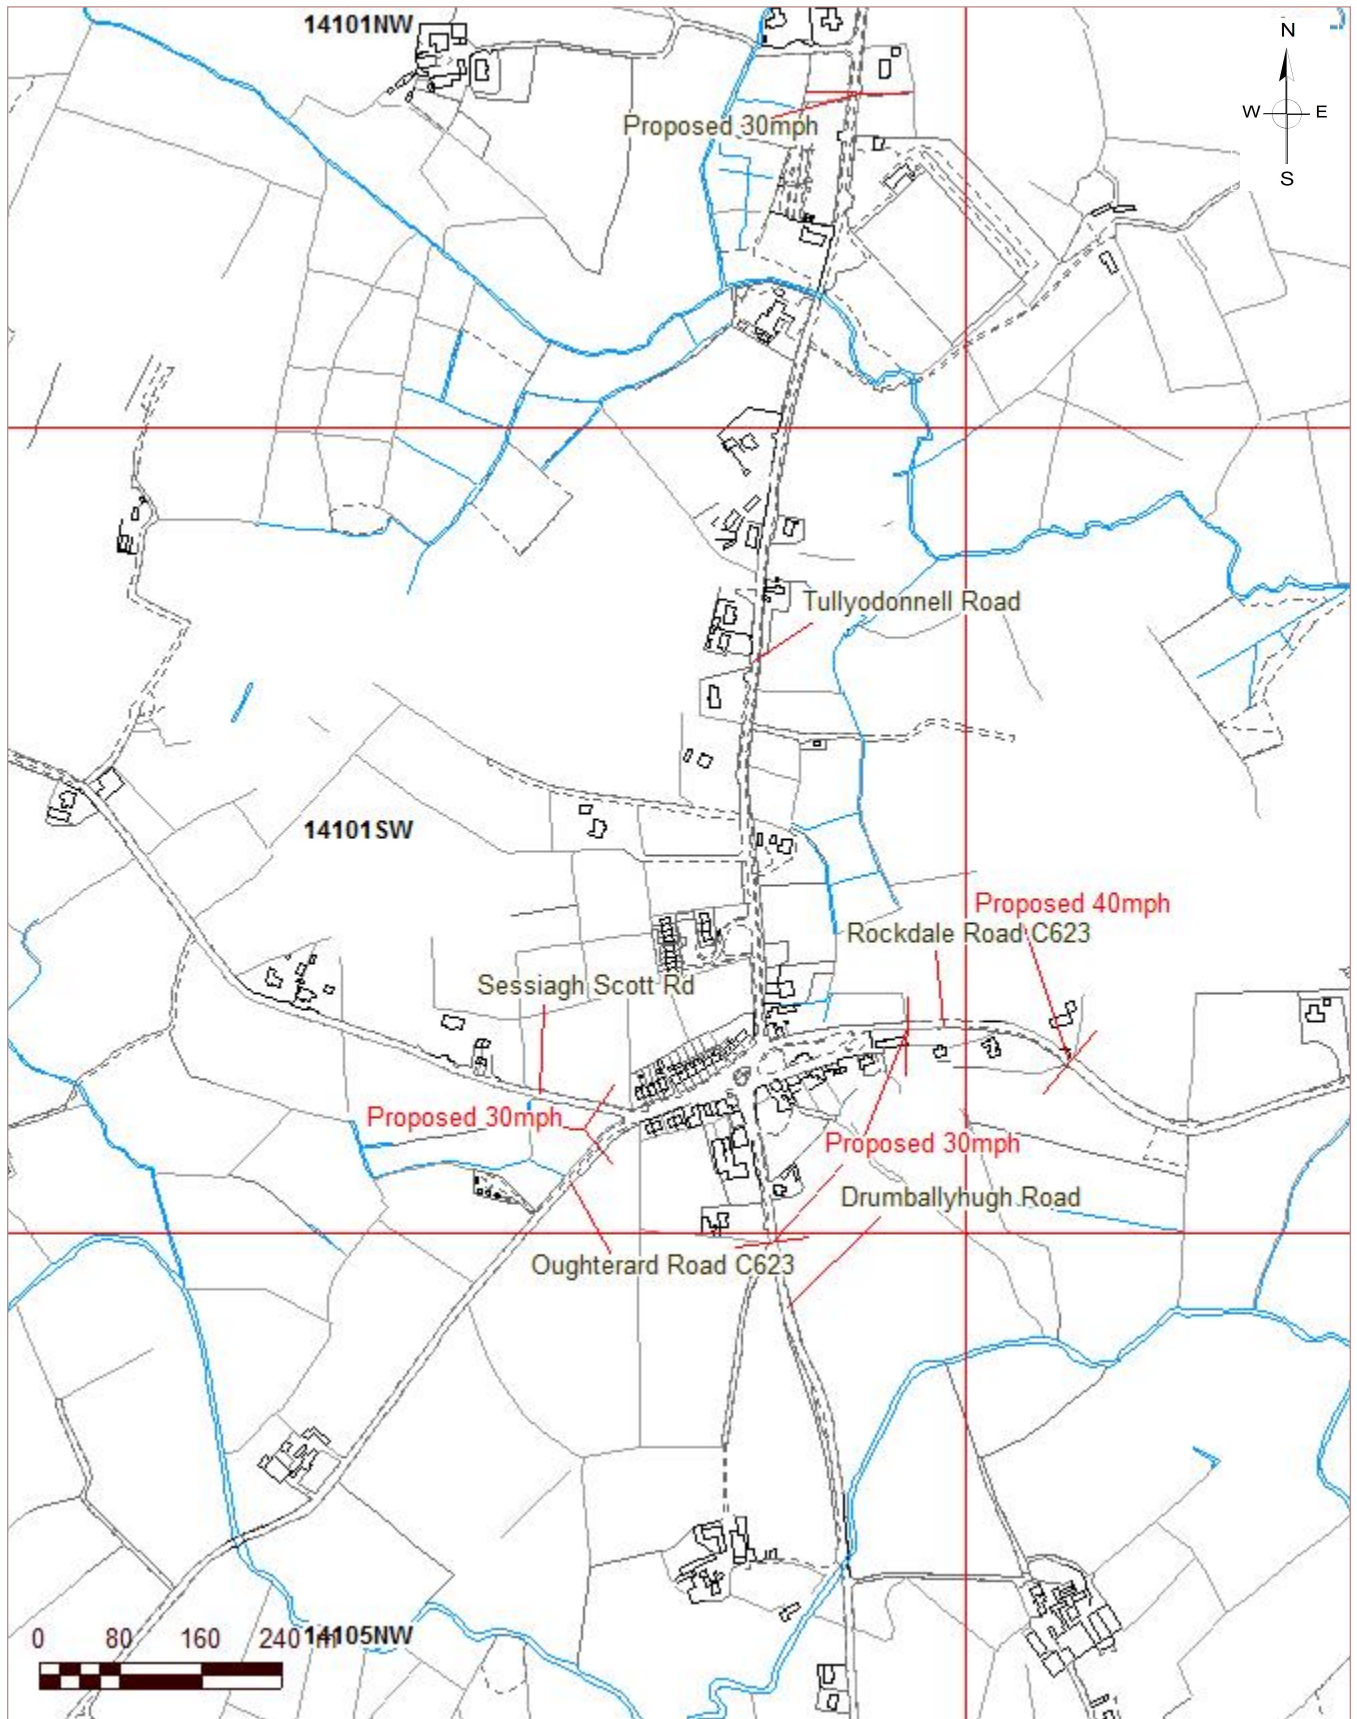 14101NW
N
W E
S
Proposed 30mph
Tullyodonnell Road
14101SW
Proposed 40mph
Rockdale Road C623
Sessiagh Scott Rd
Proposed 30mph
Proposed 30mph
Drumballyhugh Road
Oughterard Road C623
0 80 160 240 m
14105NW